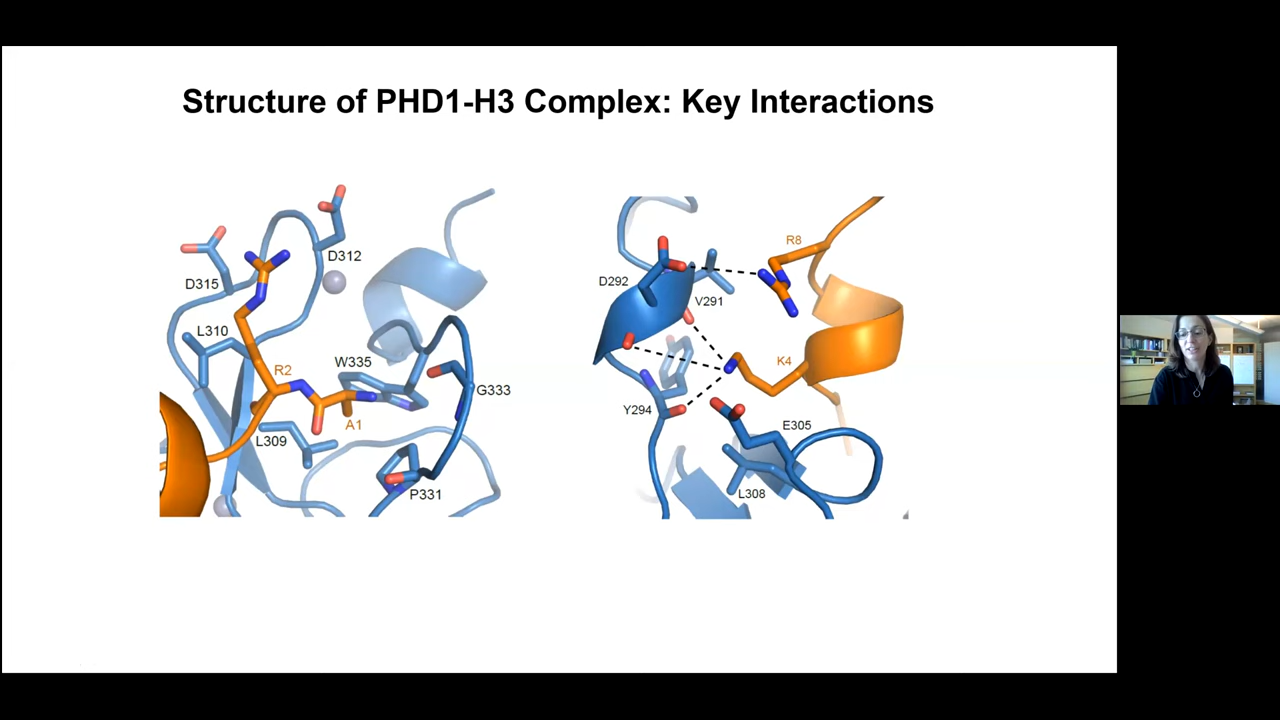 Structure of PHD1-H3 Complex: Key Interactions
D312
D315
L310
R2
W335
G333
A1
L309
P331
R8
D292
V291
K4
Y294
E305
L308